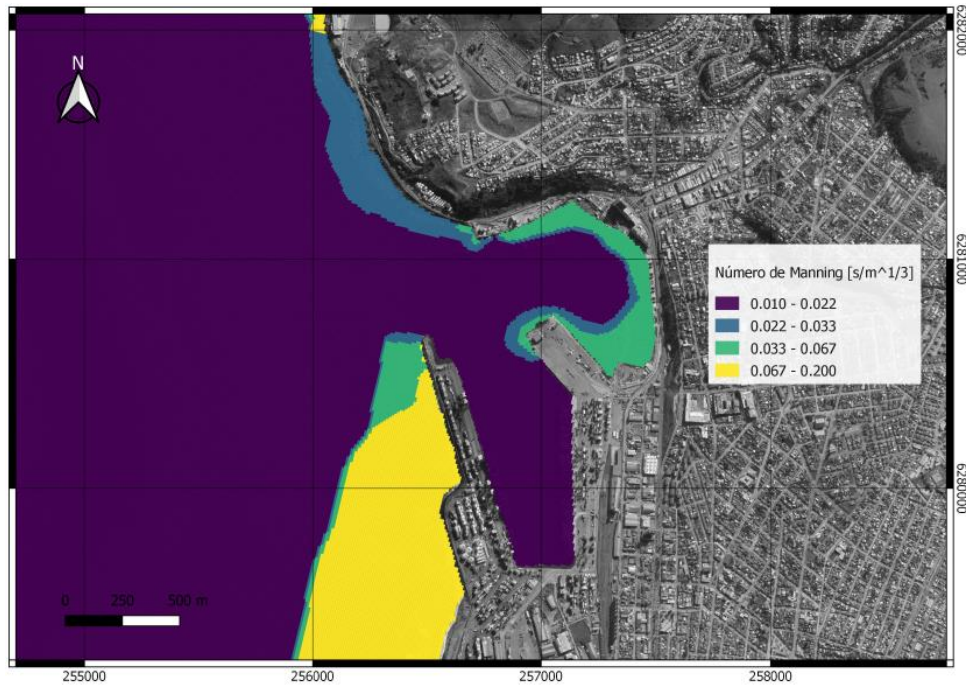 N
6282000
6281000
Número de Manning [s/m^1/3]
0.010 - 0.022
0.022 - 0.033
0.033 - 0.067
0.067 - 0.200
6280000
0 250 500 m
255000 256000 257000 258000